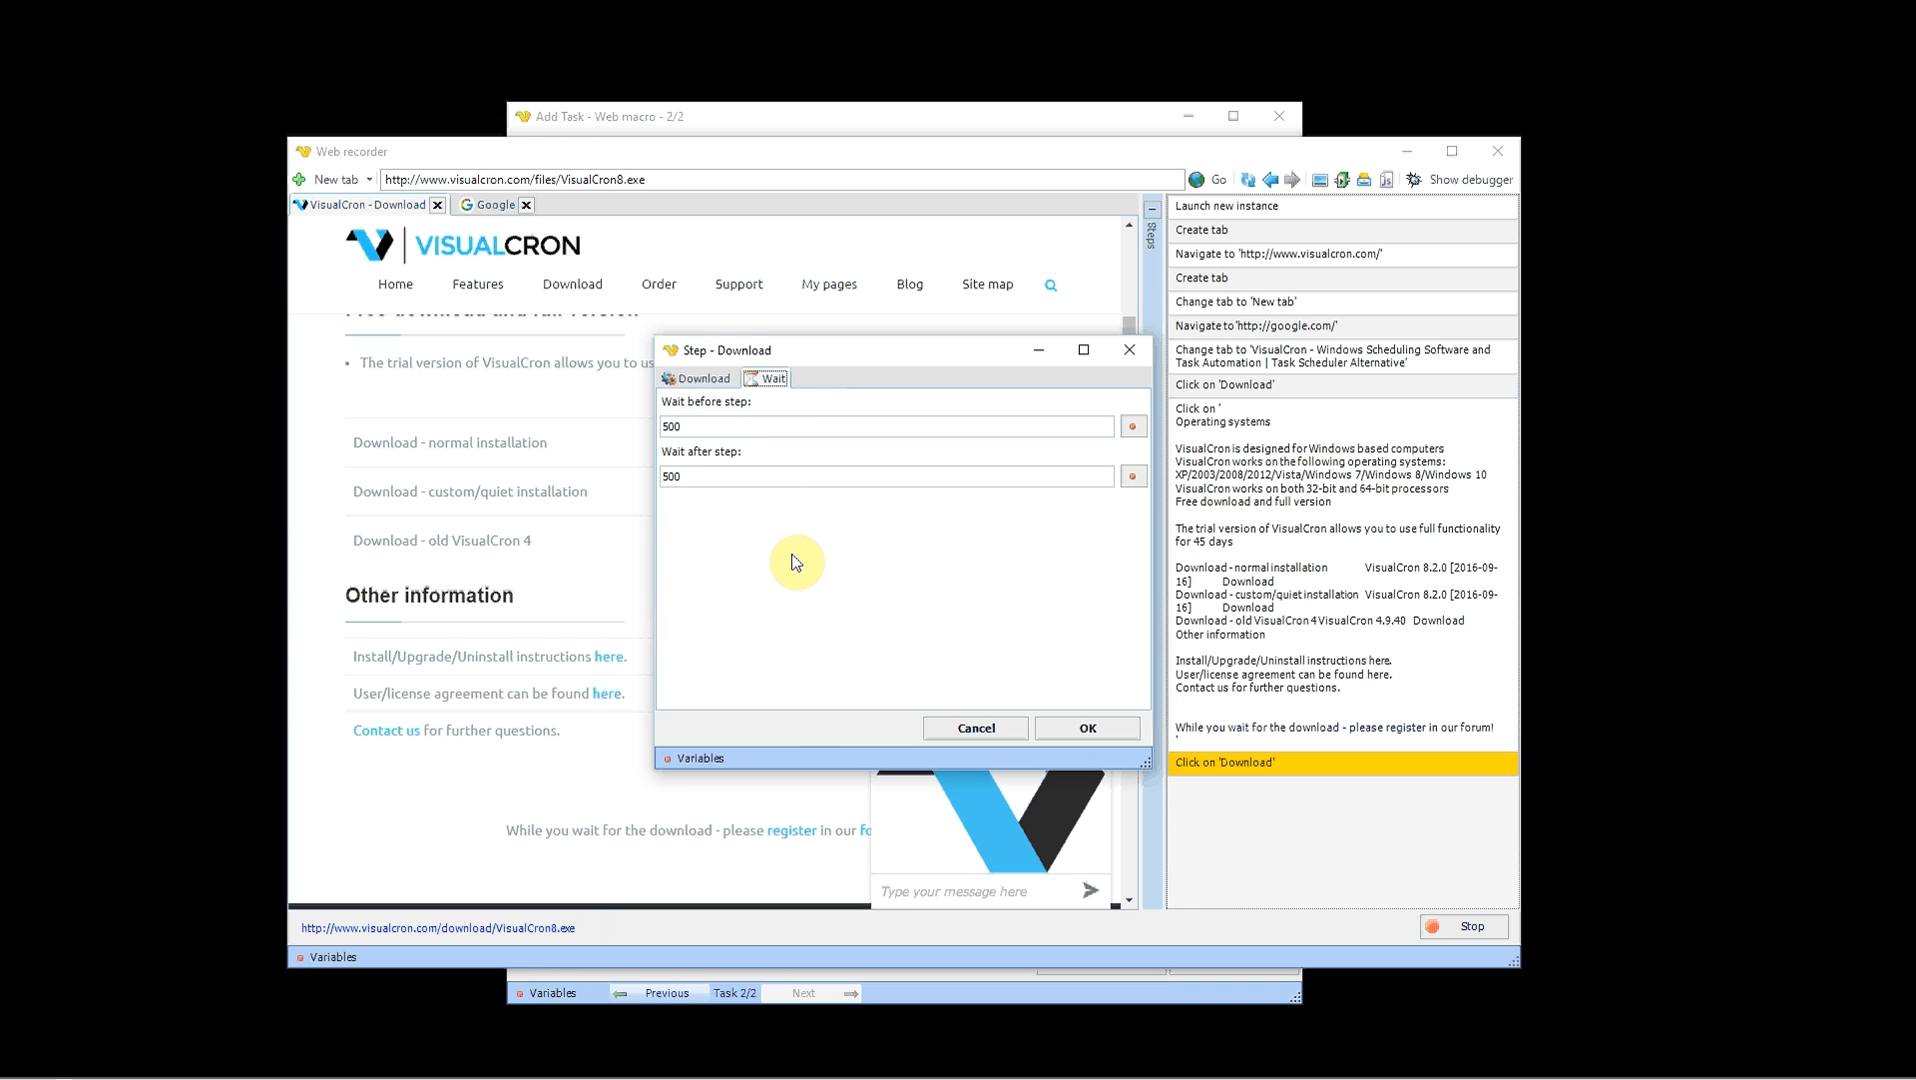 Add Task - Web macro - 2/2
Web recorder
New tab
http://www.visualcron.com/files/VisualCron8.exe
Go
Show debugger
VisualCron - Download
Google
VISUALCRON
Home
Features
Download
Order
Support
My pages
Blog
Site map
Free download and full version
• The trial version of VisualCron allows you to us
Download - normal installation
Download - custom/quiet installation
Download - old VisualCron 4
Other information
Install/Upgrade/Uninstall instructions here.
User/license agreement can be found here.
Contact us for further questions.
While you wait for the download - please register in our fo
Type your message here
Step - Download
Download
Wait
Wait before step:
500
Wait after step:
500
Cancel
OK
Variables
Steps
Launch new instance
Create tab
Navigate to 'http://www.visualcron.com/'
Create tab
Change tab to 'New tab'
Navigate to 'http://google.com/'
Change tab to 'VisualCron - Windows Scheduling Software and
Task Automation | Task Scheduler Alternative'
Click on 'Download'
Click on '
Operating systems
VisualCron is designed for Windows based computers
VisualCron works on the following operating systems:
XP/2003/2008/2012/Vista/Windows 7/Windows 8/Windows 10
VisualCron works on both 32-bit and 64-bit processors
Free download and full version
The trial version of VisualCron allows you to use full functionality
for 45 days
Download - normal installation VisualCron 8.2.0 [2016-09-
16] Download
Download - custom/quiet installation VisualCron 8.2.0 [2016-09-
16] Download
Download - old VisualCron 4 VisualCron 4.9.40 Download
Other information
Install/Upgrade/Uninstall instructions here.
User/license agreement can be found here.
Contact us for further questions.
While you wait for the download - please register in our forum!
'
Click on 'Download'
http://www.visualcron.com/download/VisualCron8.exe
Stop
Variables
Variables
Previous
Task 2/2
Next